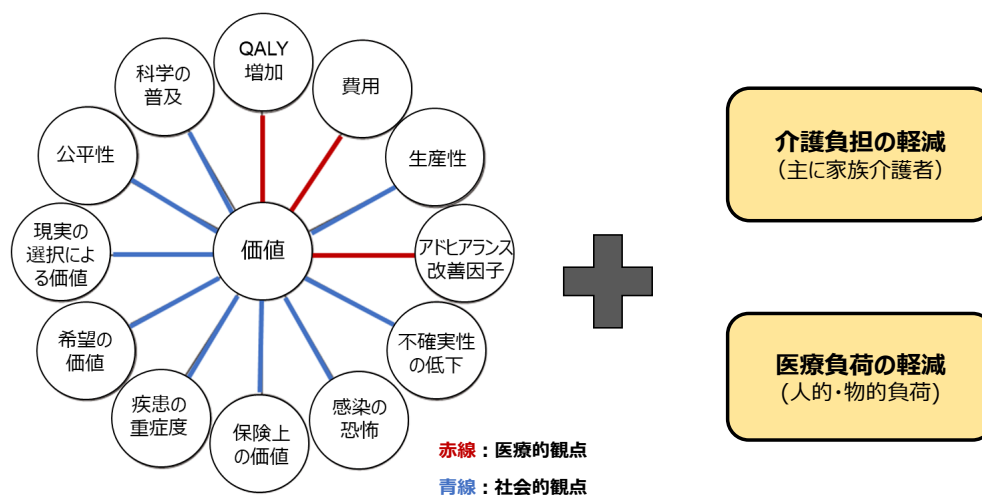 QALY
増加
費用
生産性
アドヒアランス
改善因子
不確実性
の低下
感染の
恐怖
保険上
の価値
疾患の
重症度
希望の
価値
現実の
選択によ
る価値
公平性
科学の
普及
価値
赤線：医療的観点
青線：社会的観点
介護負担の軽減
（主に家族介護者）
医療負荷の軽減
(人的・物的負荷)